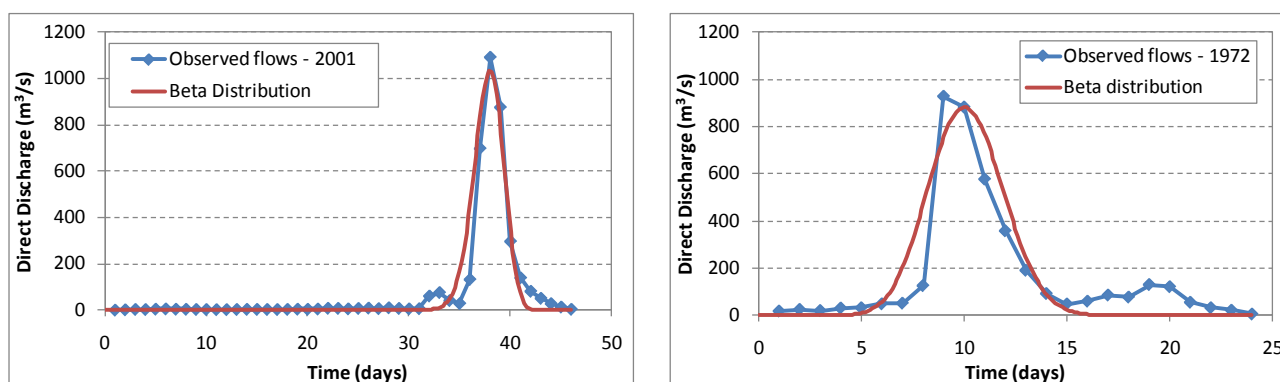 Direct Discharge (m³/s)
1200
1000
800
600
400
200
0
Observed flows - 2001
Beta Distribution
0 10 20 30 40 50
Time (days)
Direct Discharge (m³/s)
1200
1000
800
600
400
200
0
Observed flows - 1972
Beta distribution
0 5 10 15 20 25
Time (days)